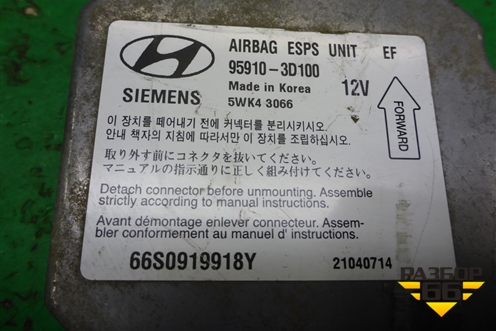 AIRBAG ESPS UNIT EF
95910-3D100
Made in Korea 12V
SIEMENS 5WK4 3066
FORWARD
이 장치를 떼어내기 전에 커넥터를 분리시키시오.
안내 책자의 지침에 따라서만 이 장치를 조립하십시오.
取り外す前にコネクタを抜いてください。
マニュアルの指示通りに正しく組み付けてください。
Detach connector before unmounting. Assemble
strictly according to manual instructions.
Avant démontage enlever connecteur. Assem-
bler conformement au manuel d'instructions.
66S0919918Y 21040714
РАЗБОР
66